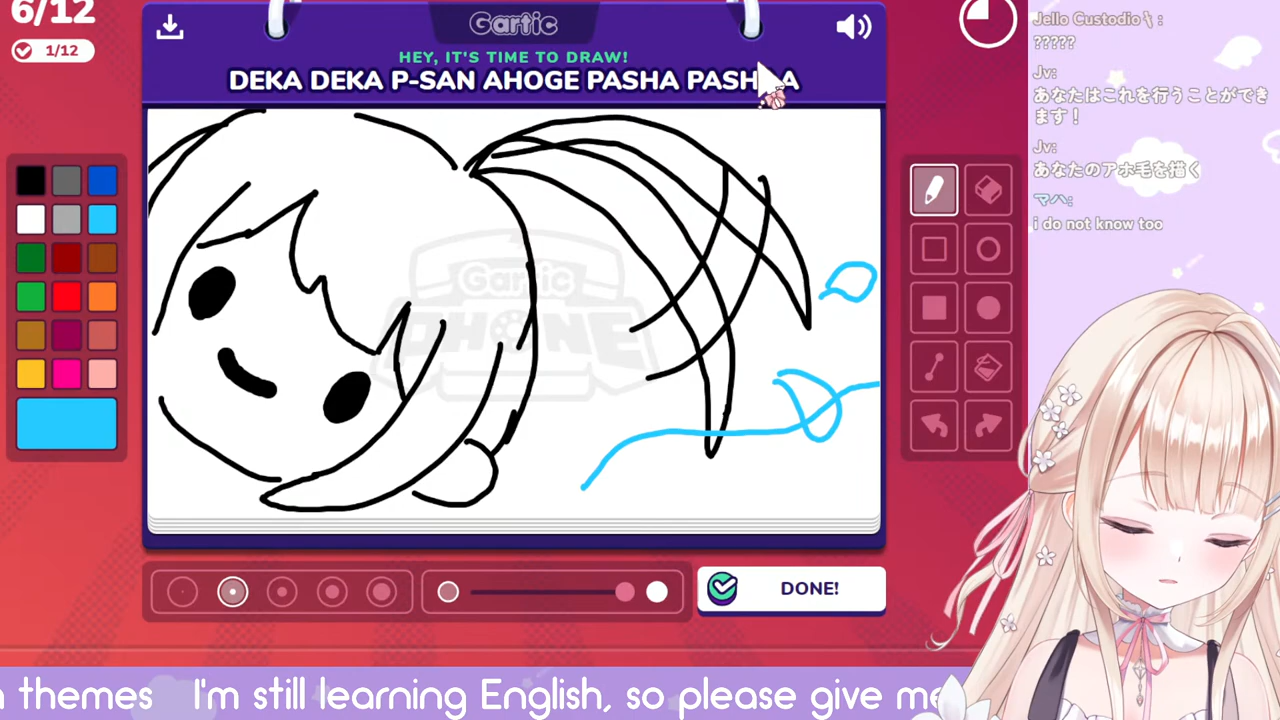 6/12
1/12
Gartic
HEY, IT'S TIME TO DRAW!
DEKA DEKA P-SAN AHOGE PASHA PASHA
Gartic
PHONE
DONE!
Jello Custodio:
?????
Jv:
あなたはこれを行うことができ
ます！
Jv:
あなたのアホ毛を描く
マハ:
i do not know too
themes I'm still learning English, so please give me